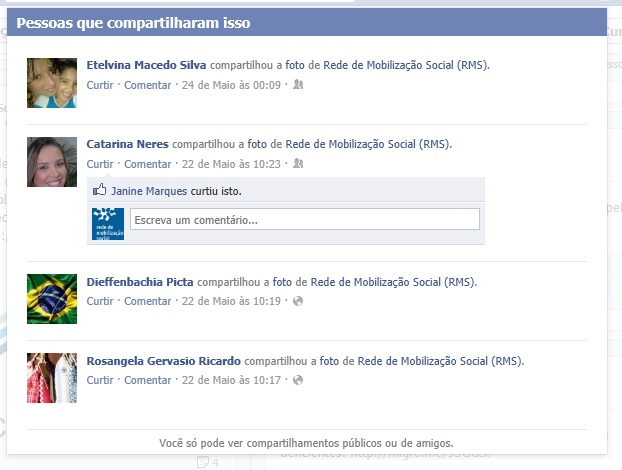 Pessoas que compartilharam isso
Etelvina Macedo Silva compartilhou a foto de Rede de Mobilização Social (RMS).
Curtir · Comentar · 24 de Maio às 00:09 ·
Catarina Neres compartilhou a foto de Rede de Mobilização Social (RMS).
Curtir · Comentar · 22 de Maio às 10:23 ·
Janine Marques curtiu isto.
rede de
mobilização
social
Escreva um comentário...
Dieffenbachia Picta compartilhou a foto de Rede de Mobilização Social (RMS).
Curtir · Comentar · 22 de Maio às 10:19 ·
Rosangela Gervasio Ricardo compartilhou a foto de Rede de Mobilização Social (RMS).
Curtir · Comentar · 22 de Maio às 10:17 ·
Você só pode ver compartilhamentos públicos ou de amigos.
4